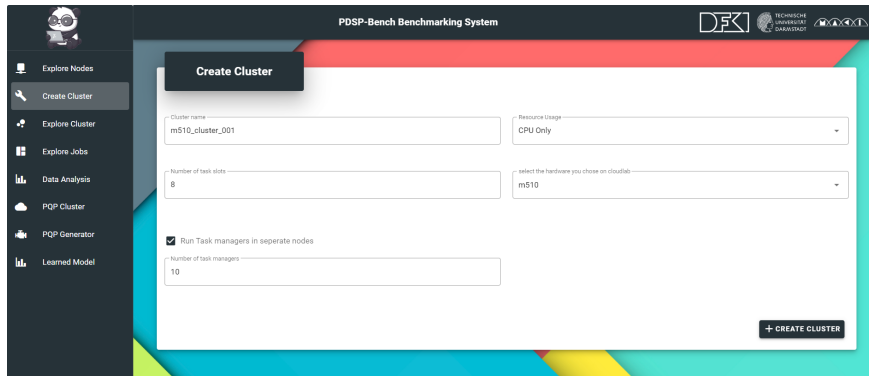 PDSP-Bench Benchmarking System
TECHNISCHE
UNIVERSITÄT
DARMSTADT
Explore Nodes
Create Cluster
Explore Cluster
Explore Jobs
Data Analysis
PQP Cluster
PQP Generator
Learned Model
Create Cluster
Cluster name
m510_cluster_001
Resource Usage
CPU Only
Number of task slots
8
select the hardware you chose on cloudlab
m510
Run Task managers in seperate nodes
Number of task managers
10
+ CREATE CLUSTER